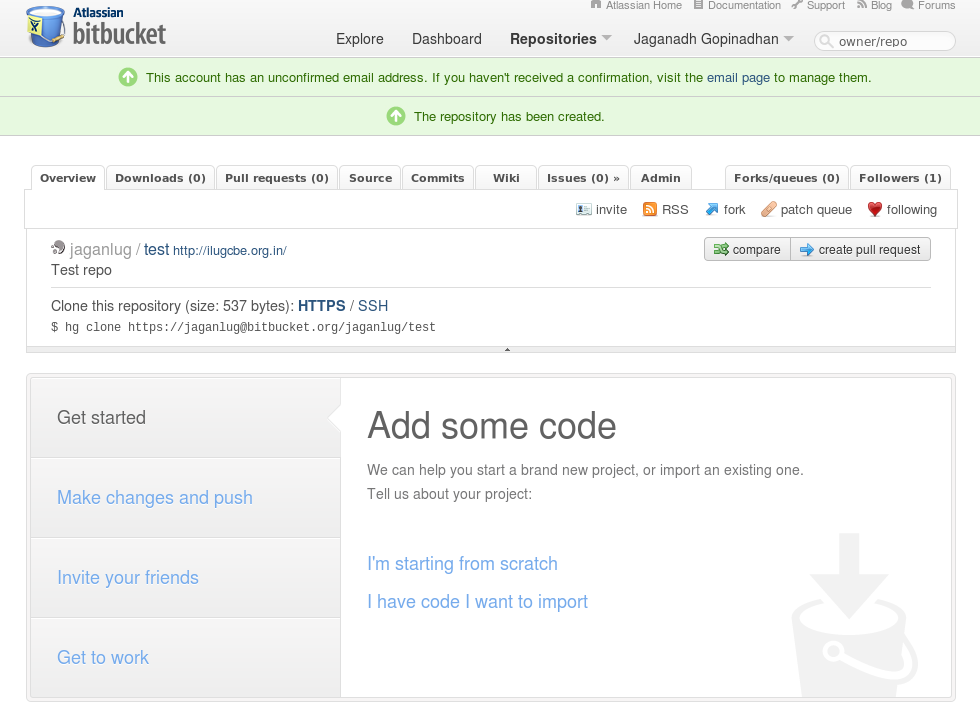 Atlassian Home Documentation Support Blog Forums
Atlassian
bitbucket
Explore Dashboard Repositories Jaganadh Gopinadhan owner/repo
This account has an unconfirmed email address. If you haven't received a confirmation, visit the email page to manage them.
The repository has been created.
Overview Downloads (0) Pull requests (0) Source Commits Wiki Issues (0) » Admin Forks/queues (0) Followers (1)
invite RSS fork patch queue following
jaganlug / test http://ilugcbe.org.in/ compare create pull request
Test repo
Clone this repository (size: 537 bytes): HTTPS / SSH
$ hg clone https://jaganlug@bitbucket.org/jaganlug/test
Get started
Make changes and push
Invite your friends
Get to work
Add some code
We can help you start a brand new project, or import an existing one.
Tell us about your project:
I'm starting from scratch
I have code I want to import